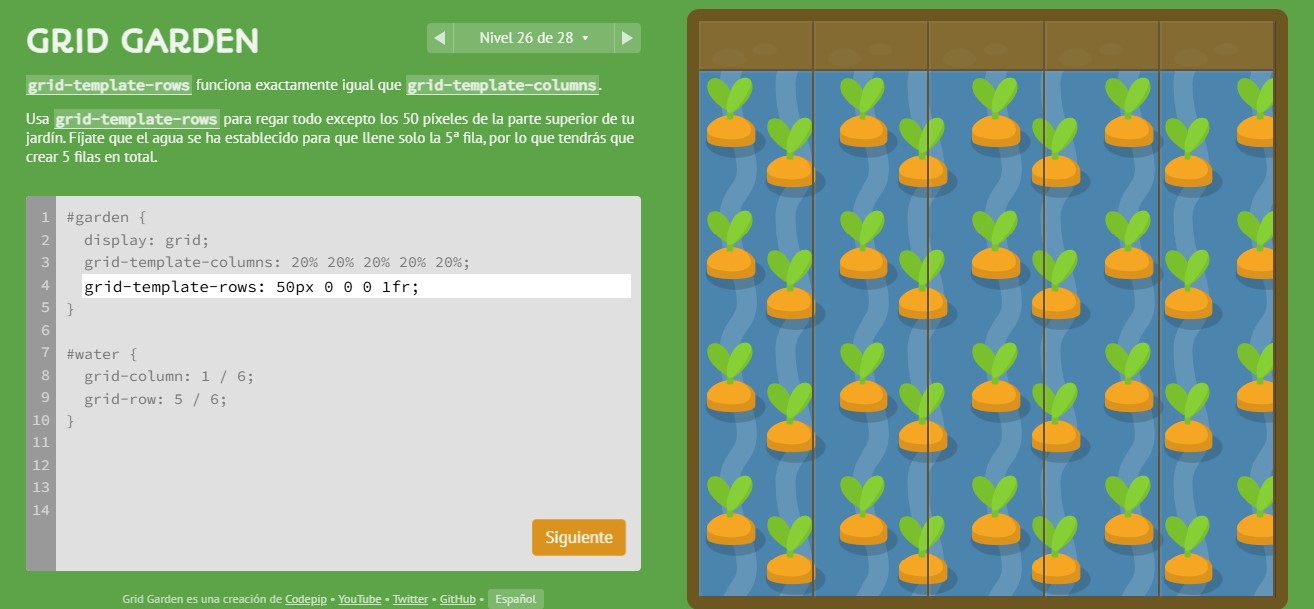 GRID GARDEN
Nivel 26 de 28
grid-template-rows funciona exactamente igual que grid-template-columns.
Usa grid-template-rows para regar todo excepto los 50 píxeles de la parte superior de tu
jardín. Fíjate que el agua se ha establecido para que llene solo la 5ª fila, por lo que tendrás que
crear 5 filas en total.
1 #garden {
2 display: grid;
3 grid-template-columns: 20% 20% 20% 20% 20%;
4 grid-template-rows: 50px 0 0 0 1fr;
5 }
6
7 #water {
8 grid-column: 1 / 6;
9 grid-row: 5 / 6;
10 }
11
12
13
14
Siguiente
Grid Garden es una creación de Codepip • YouTube • Twitter • GitHub • Español